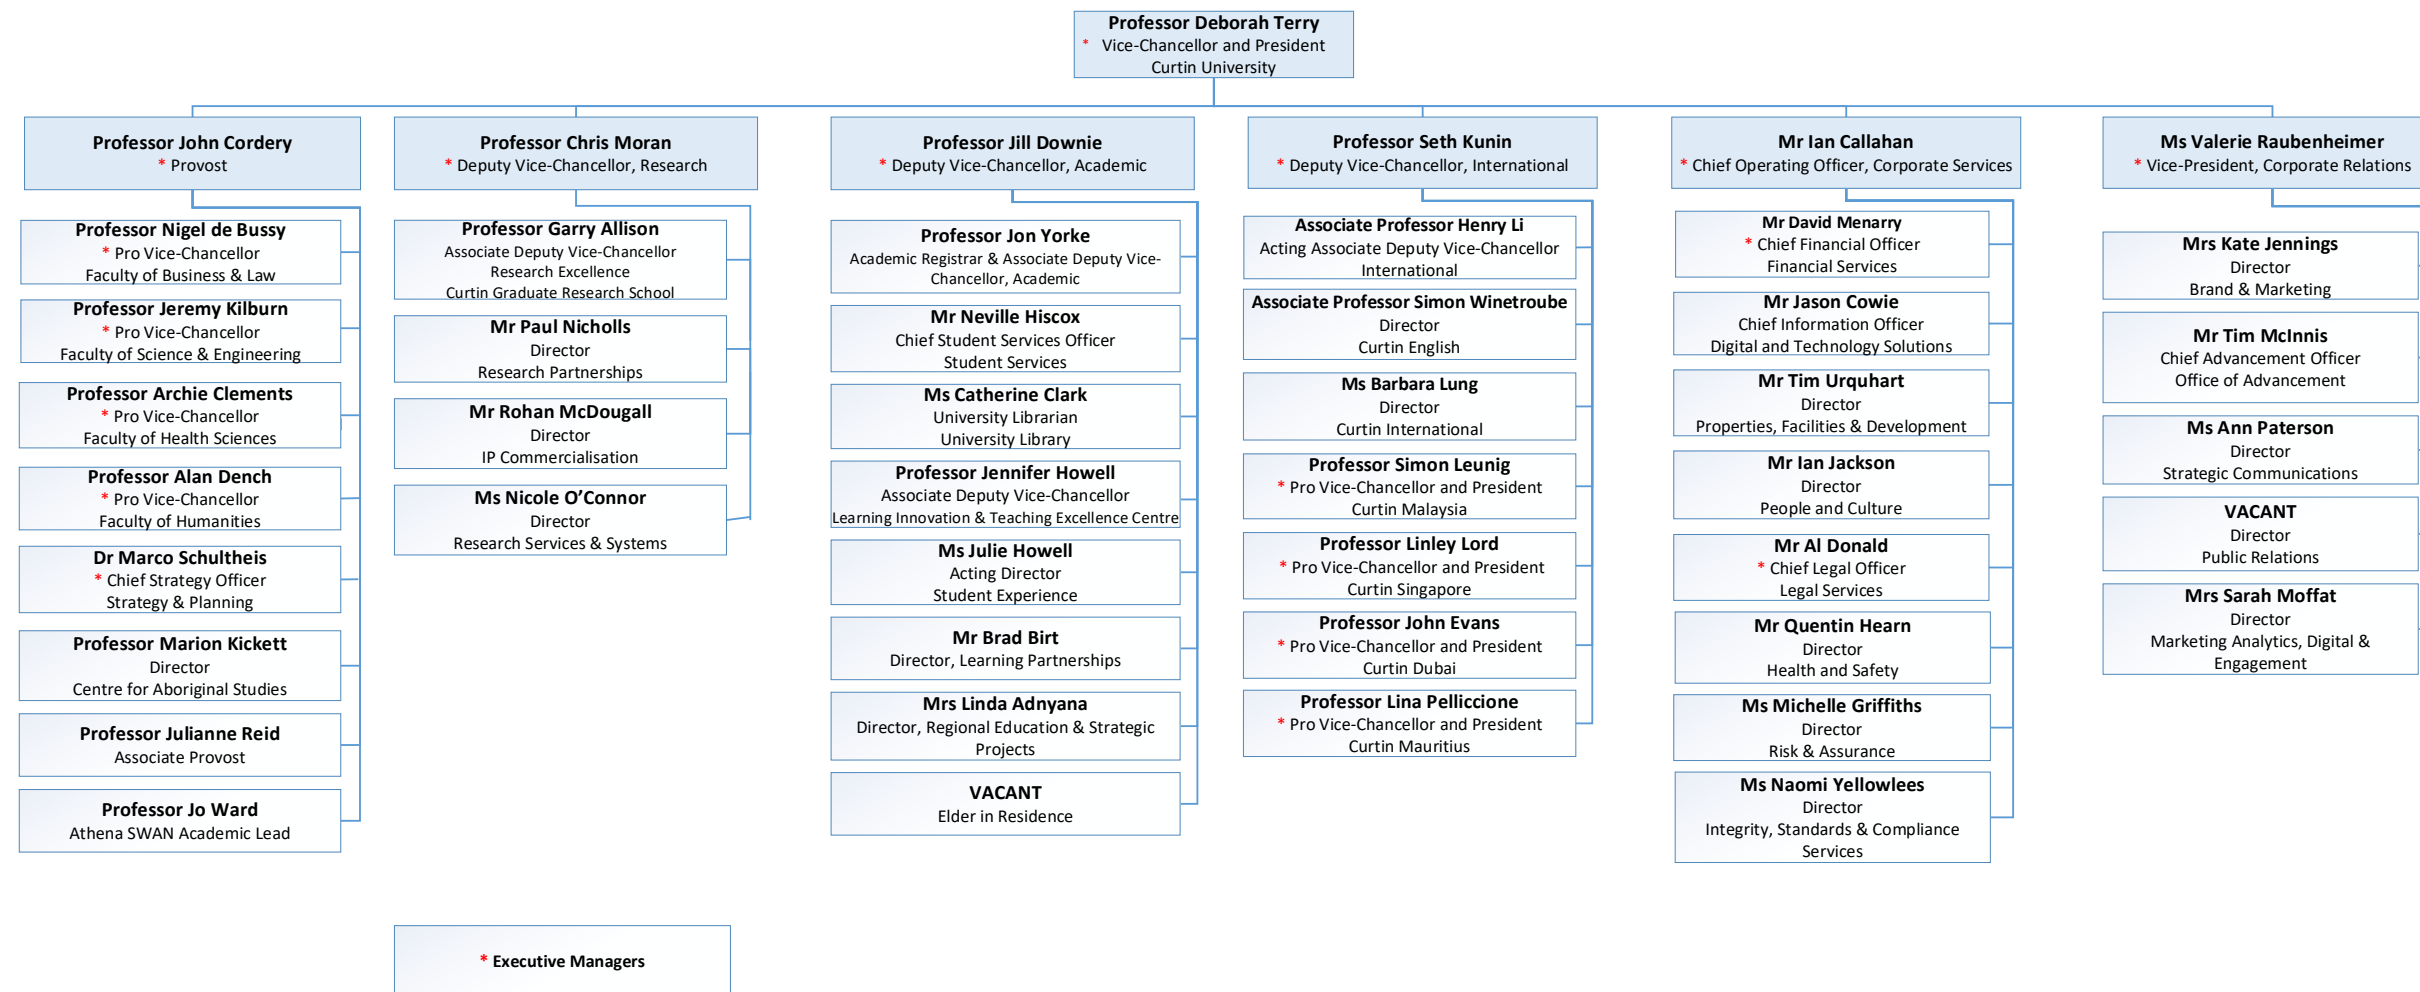 Professor Deborah Terry
* Vice-Chancellor and President
Curtin University
Professor John Cordery
* Provost
Professor Nigel de Bussy
* Pro Vice-Chancellor
Faculty of Business & Law
Professor Jeremy Kilburn
* Pro Vice-Chancellor
Faculty of Science & Engineering
Professor Archie Clements
* Pro Vice-Chancellor
Faculty of Health Sciences
Professor Alan Dench
* Pro Vice-Chancellor
Faculty of Humanities
Dr Marco Schultheis
* Chief Strategy Officer
Strategy & Planning
Professor Marion Kickett
Director
Centre for Aboriginal Studies
Professor Julianne Reid
Associate Provost
Professor Jo Ward
Athena SWAN Academic Lead
Professor Chris Moran
* Deputy Vice-Chancellor, Research
Professor Garry Allison
Associate Deputy Vice-Chancellor
Research Excellence
Curtin Graduate Research School
Mr Paul Nicholls
Director
Research Partnerships
Mr Rohan McDougall
Director
IP Commercialisation
Ms Nicole O’Connor
Director
Research Services & Systems
Professor Jill Downie
* Deputy Vice-Chancellor, Academic
Professor Jon Yorke
Academic Registrar & Associate Deputy Vice-
Chancellor, Academic
Mr Neville Hiscox
Chief Student Services Officer
Student Services
Ms Catherine Clark
University Librarian
University Library
Professor Jennifer Howell
Associate Deputy Vice-Chancellor
Learning Innovation & Teaching Excellence Centre
Ms Julie Howell
Acting Director
Student Experience
Mr Brad Birt
Director, Learning Partnerships
Mrs Linda Adnyana
Director, Regional Education & Strategic
Projects
VACANT
Elder in Residence
Professor Seth Kunin
* Deputy Vice-Chancellor, International
Associate Professor Henry Li
Acting Associate Deputy Vice-Chancellor
International
Associate Professor Simon Winetroube
Director
Curtin English
Ms Barbara Lung
Director
Curtin International
Professor Simon Leunig
* Pro Vice-Chancellor and President
Curtin Malaysia
Professor Linley Lord
* Pro Vice-Chancellor and President
Curtin Singapore
Professor John Evans
* Pro Vice-Chancellor and President
Curtin Dubai
Professor Lina Pelliccione
* Pro Vice-Chancellor and President
Curtin Mauritius
Mr Ian Callahan
* Chief Operating Officer, Corporate Services
Mr David Menarry
* Chief Financial Officer
Financial Services
Mr Jason Cowie
Chief Information Officer
Digital and Technology Solutions
Mr Tim Urquhart
Director
Properties, Facilities & Development
Mr Ian Jackson
Director
People and Culture
Mr Al Donald
* Chief Legal Officer
Legal Services
Mr Quentin Hearn
Director
Health and Safety
Ms Michelle Griffiths
Director
Risk & Assurance
Ms Naomi Yellowlees
Director
Integrity, Standards & Compliance
Services
Ms Valerie Raubenheimer
* Vice-President, Corporate Relations
Mrs Kate Jennings
Director
Brand & Marketing
Mr Tim McInnis
Chief Advancement Officer
Office of Advancement
Ms Ann Paterson
Director
Strategic Communications
VACANT
Director
Public Relations
Mrs Sarah Moffat
Director
Marketing Analytics, Digital &
Engagement
* Executive Managers